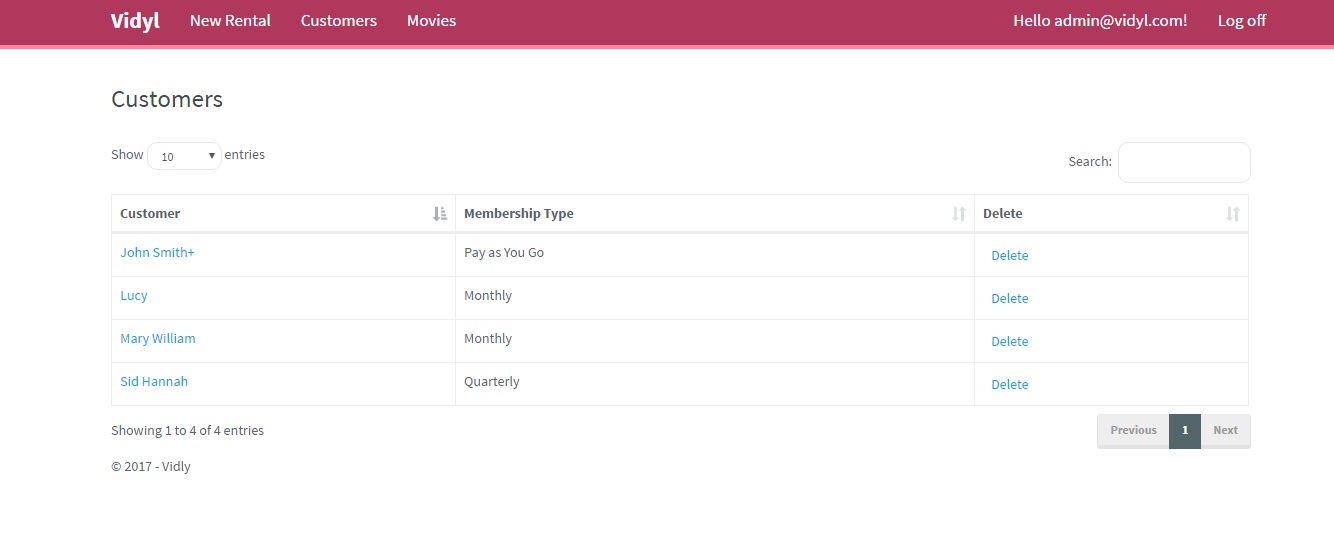 Vidyl New Rental Customers Movies Hello admin@vidyl.com! Log off
Customers
Show 10 entries Search:
Customer Membership Type Delete
John Smith+ Pay as You Go Delete
Lucy Monthly Delete
Mary William Monthly Delete
Sid Hannah Quarterly Delete
Showing 1 to 4 of 4 entries Previous 1 Next
© 2017 - Vidly